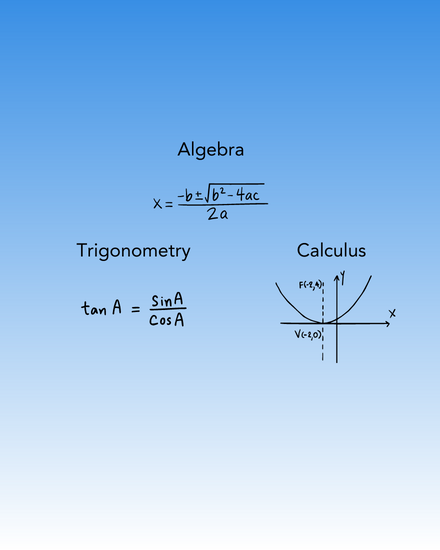 Algebra
x = -b±√b²-4ac
2a
Trigonometry
Calculus
tan A = sinA
cosA
F(-2,4)
Y
X
V(-2,0)